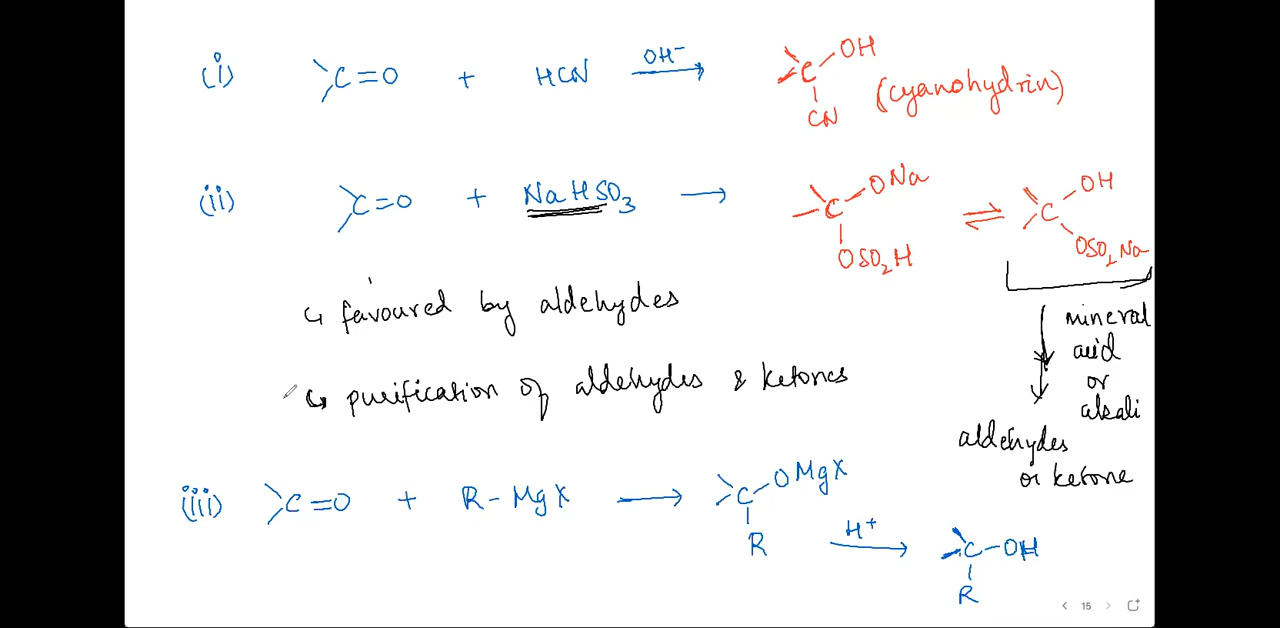 (i) C=O + HCN OH⁻ → C OH CN (cyanohydrin)
(ii) C=O + NaHSO₃ → C ONa OSO₂H ⇌ C OH OSO₂Na
↳ favoured by aldehydes
mineral
acid
or
alkali
↳ purification of aldehydes & ketones
aldehydes
or ketone
(iii) C=O + R-MgX → C-OMgX R
H⁺ → C-OH R
< 15 >